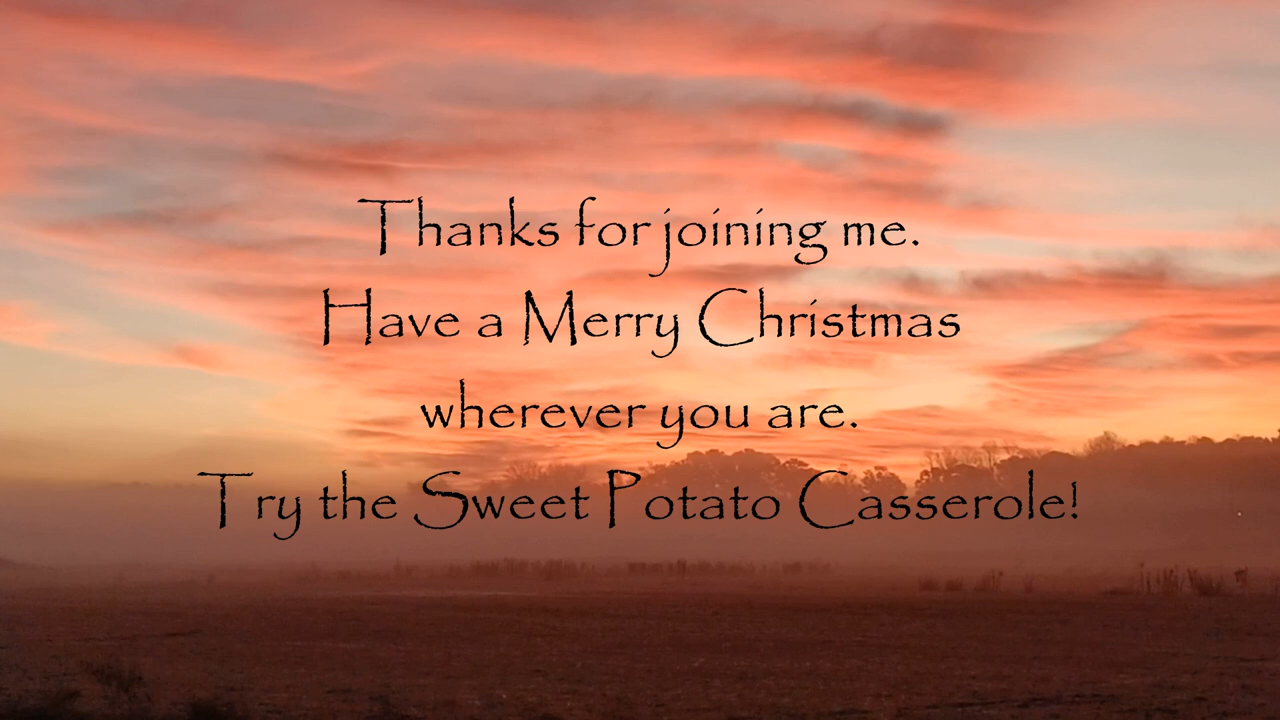 Thanks for joining me.
Have a Merry Christmas
wherever you are.
Try the Sweet Potato Casserole!